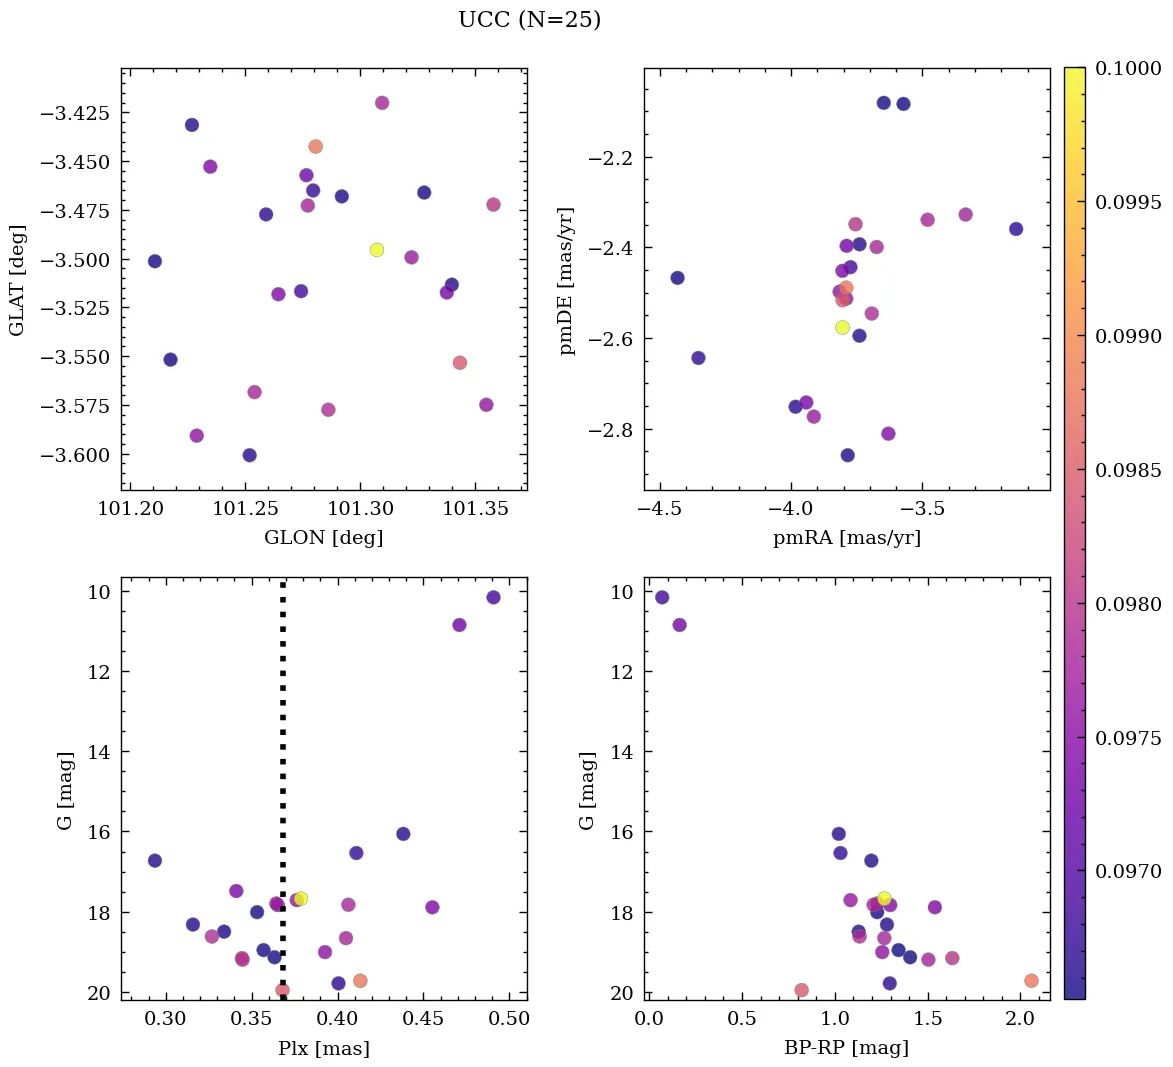 UCC (N=25)
−3.425
−3.450
−3.475
−3.500
−3.525
−3.550
−3.575
−3.600
GLAT [deg]
101.20 101.25 101.30 101.35
GLON [deg]
−2.2
−2.4
−2.6
−2.8
pmDE [mas/yr]
−4.5 −4.0 −3.5
pmRA [mas/yr]
10
12
14
16
18
20
G [mag]
0.30 0.35 0.40 0.45 0.50
Plx [mas]
10
12
14
16
18
20
G [mag]
0.0 0.5 1.0 1.5 2.0
BP-RP [mag]
0.1000
0.0995
0.0990
0.0985
0.0980
0.0975
0.0970